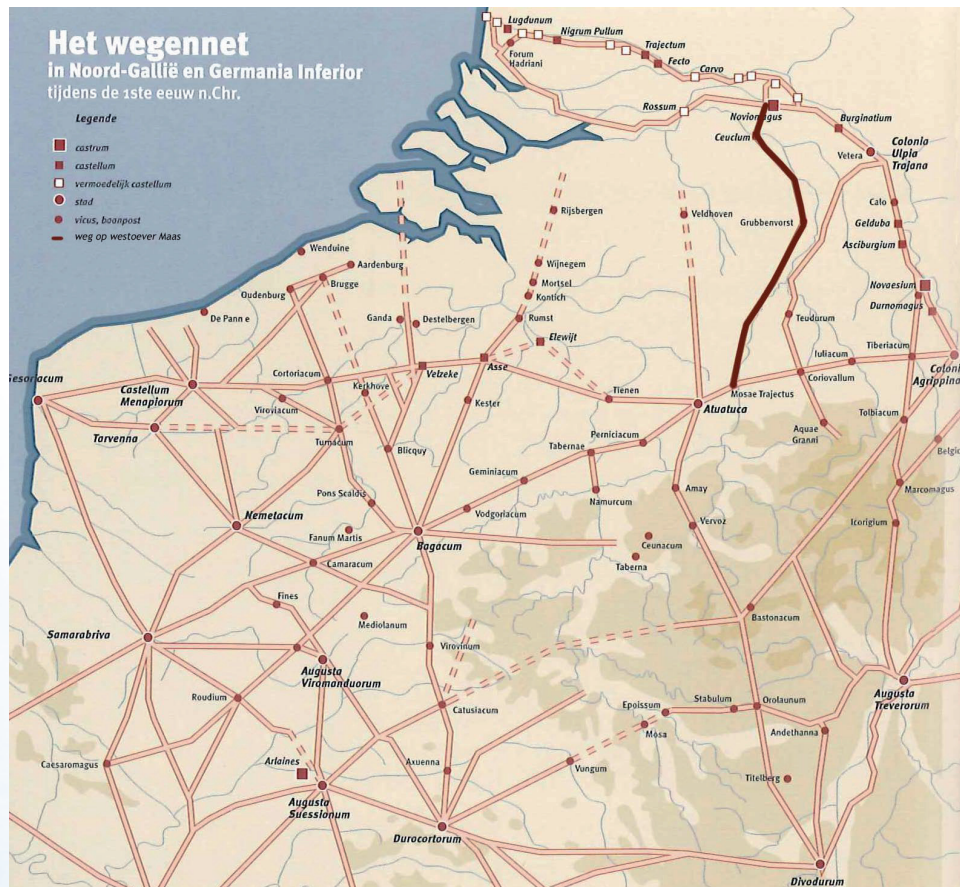 Het wegennet
in Noord-Gallië en Germania Inferior
tijdens de 1ste eeuw n.Chr.
Legende
castrum
castellum
vermoedelijk castellum
stad
vicus, baanpost
weg op westoever Maas
Lugdunum
Nigrum Pullum
Forum
Hadriani
Trajectum
Fecto
Carvo
Rossum
Noviomagus
Ceuclum
Burginatium
Vetera
Colonia
Ulpia
Trajana
Calo
Gelduba
Asciburgium
Grubbenvorst
Veldhoven
Rijsbergen
Wenduine
Aardenburg
Brugge
Oudenburg
De Panne
Ganda
Destelbergen
Wijnegem
Mortsel
Kontich
Rumst
Elewijt
Novaesium
Durnomagus
Teudurum
Tiberiacum
Iuliacum
Coriovallum
Colonia
Agrippina
Gesoriacum
Castellum
Menapiorum
Cortoriacum
Kerkhove
Velzeke
Asse
Tienen
Atuatuca
Mosae Trajectus
Viroviacum
Kester
Tarvenna
Turnacum
Blicquy
Perniciacum
Tabernae
Geminiacum
Namurcum
Aquae
Granni
Tolbiacum
Belgic
Marcomagus
Icorigium
Amay
Vervoz
Pons Scaldis
Vodgoriacum
Nemetacum
Fanum Martis
Bagacum
Ceunacum
Taberna
Camaracum
Fines
Mediolanum
Bastonacum
Samarabriva
Virovinum
Augusta
Viromanduorum
Roudium
Catusiacum
Epoissum
Stabulum
Orolaunum
Mosa
Andethanna
Augusta
Treverorum
Caesaromagus
Arlaines
Axuenna
Vungum
Titelberg
Augusta
Suessionum
Durocortorum
Divodurum